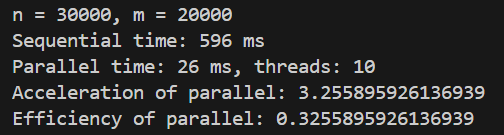 n = 30000, m = 20000
Sequential time: 596 ms
Parallel time: 26 ms, threads: 10
Acceleration of parallel: 3.255895926136939
Efficiency of parallel: 0.3255895926136939